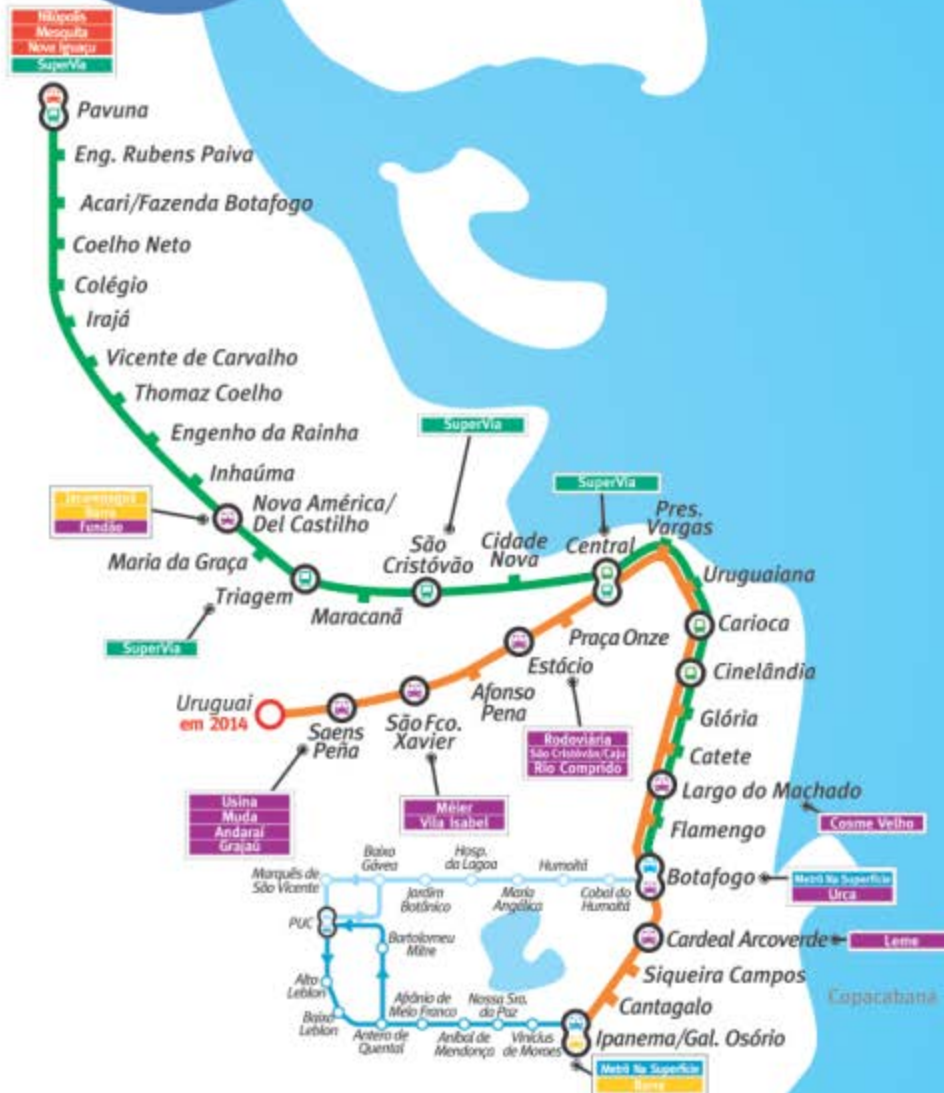 Nilópolis
Mesquita
Nova Iguaçu
SuperVia
Pavuna
Eng. Rubens Paiva
Acari/Fazenda Botafogo
Coelho Neto
Colégio
Irajá
Vicente de Carvalho
Thomaz Coelho
Engenho da Rainha
Inhaúma
Nova América/
Del Castilho
Jacarepaguá
Barra
Fundão
Maria da Graça
Triagem
SuperVia
Maracanã
São
Cristóvão
SuperVia
Cidade
Nova
Central
SuperVia
Pres.
Vargas
Uruguaiana
Carioca
Cinelândia
Glória
Catete
Largo do Machado
Cosme Velho
Flamengo
Botafogo
Metrô Na Superfície
Urca
Cardeal Arcoverde
Leme
Siqueira Campos
Cantagalo
Copacabana
Ipanema/Gal. Osório
Metrô Na Superfície
Barra
Praça Onze
Estácio
Rodoviária
São Cristóvão/Caju
Rio Comprido
Afonso
Pena
São Fco.
Xavier
Méier
Vila Isabel
Saens
Peña
Usina
Muda
Andaraí
Grajaú
Uruguai
em 2014
Marquês de
São Vicente
Baixo
Gávea
Jardim
Botânico
Hosp.
da Lagoa
Maria
Angélica
Humaitá
Cobal do
Humaitá
PUC
Bartolomeu
Mitre
Alto
Leblon
Baixo
Leblon
Antero de
Quental
Afrânio de
Melo Franco
Aníbal de
Mendonça
Nossa Sra.
da Paz
Vinícius
de Moraes